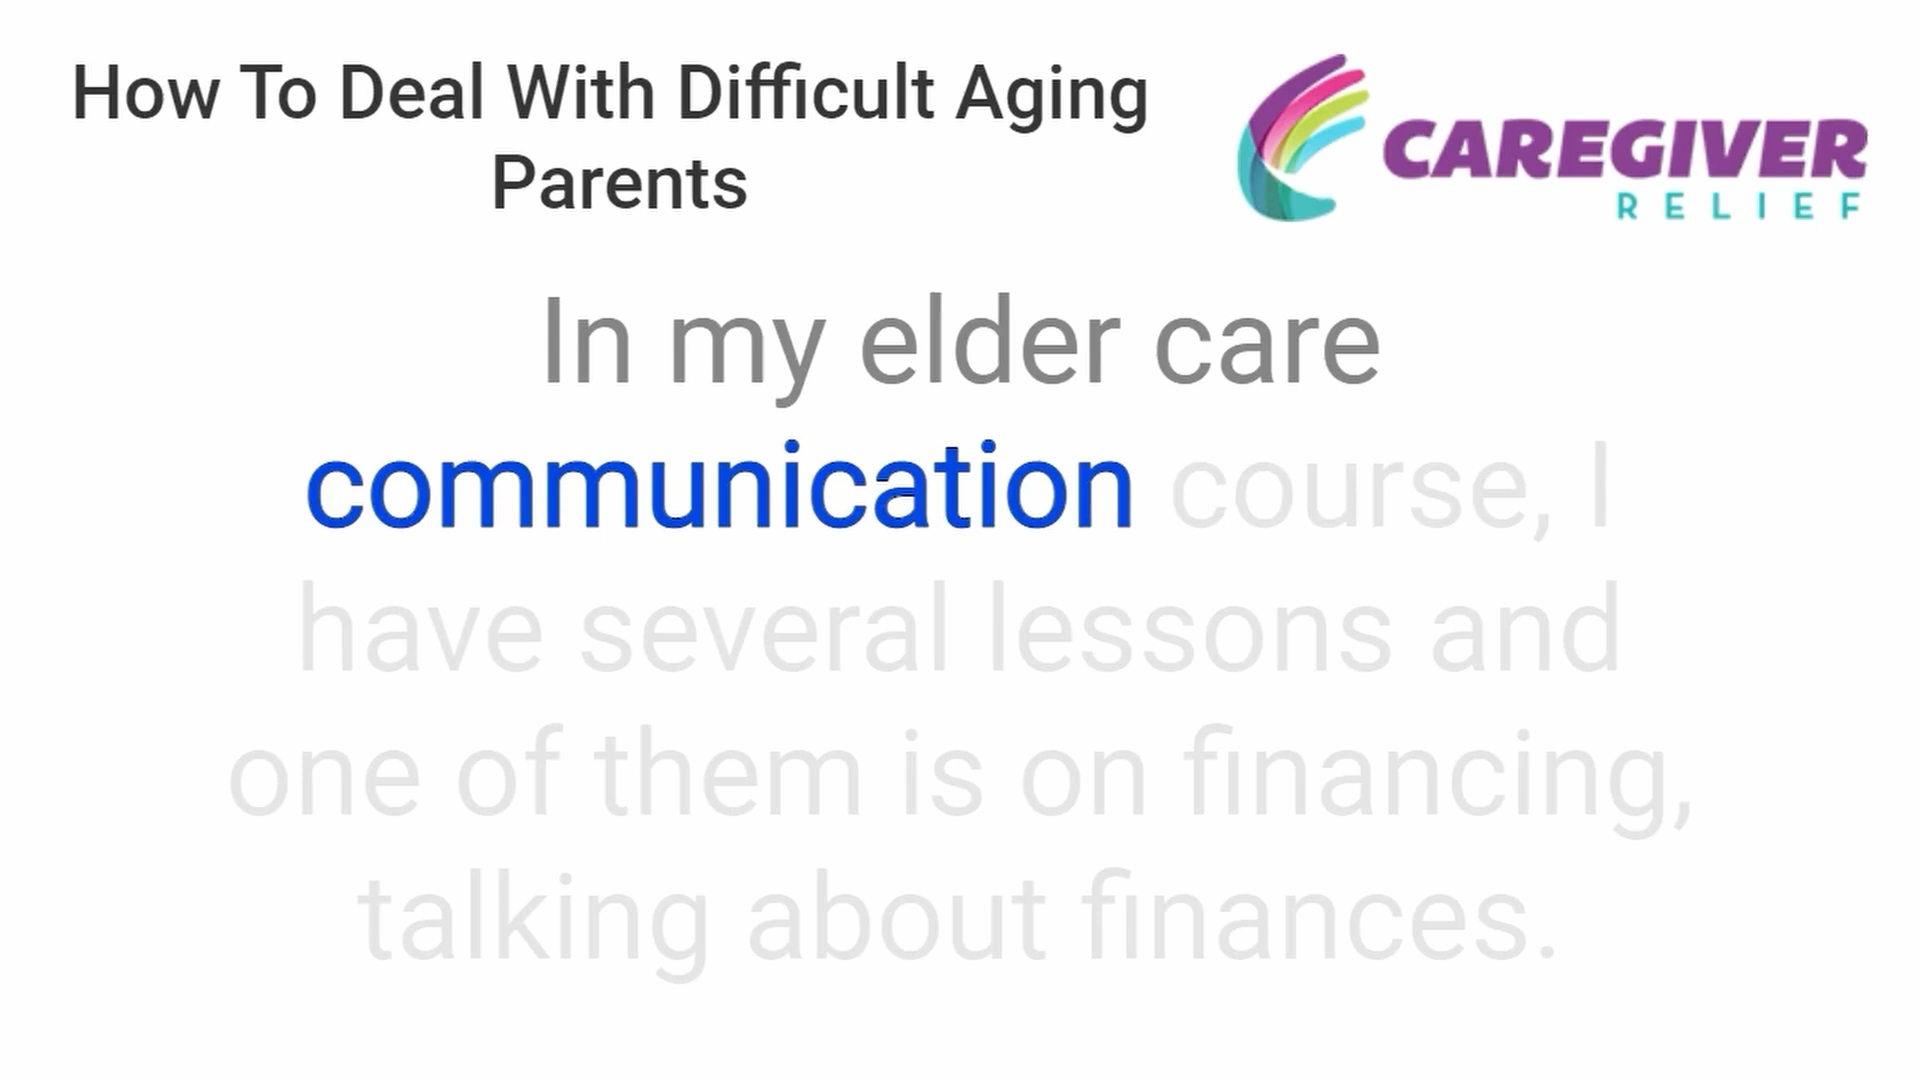 How To Deal With Difficult Aging
Parents
CAREGIVER
RELIEF
In my elder care
communication course, I
have several lessons and
one of them is on financing,
talking about finances.